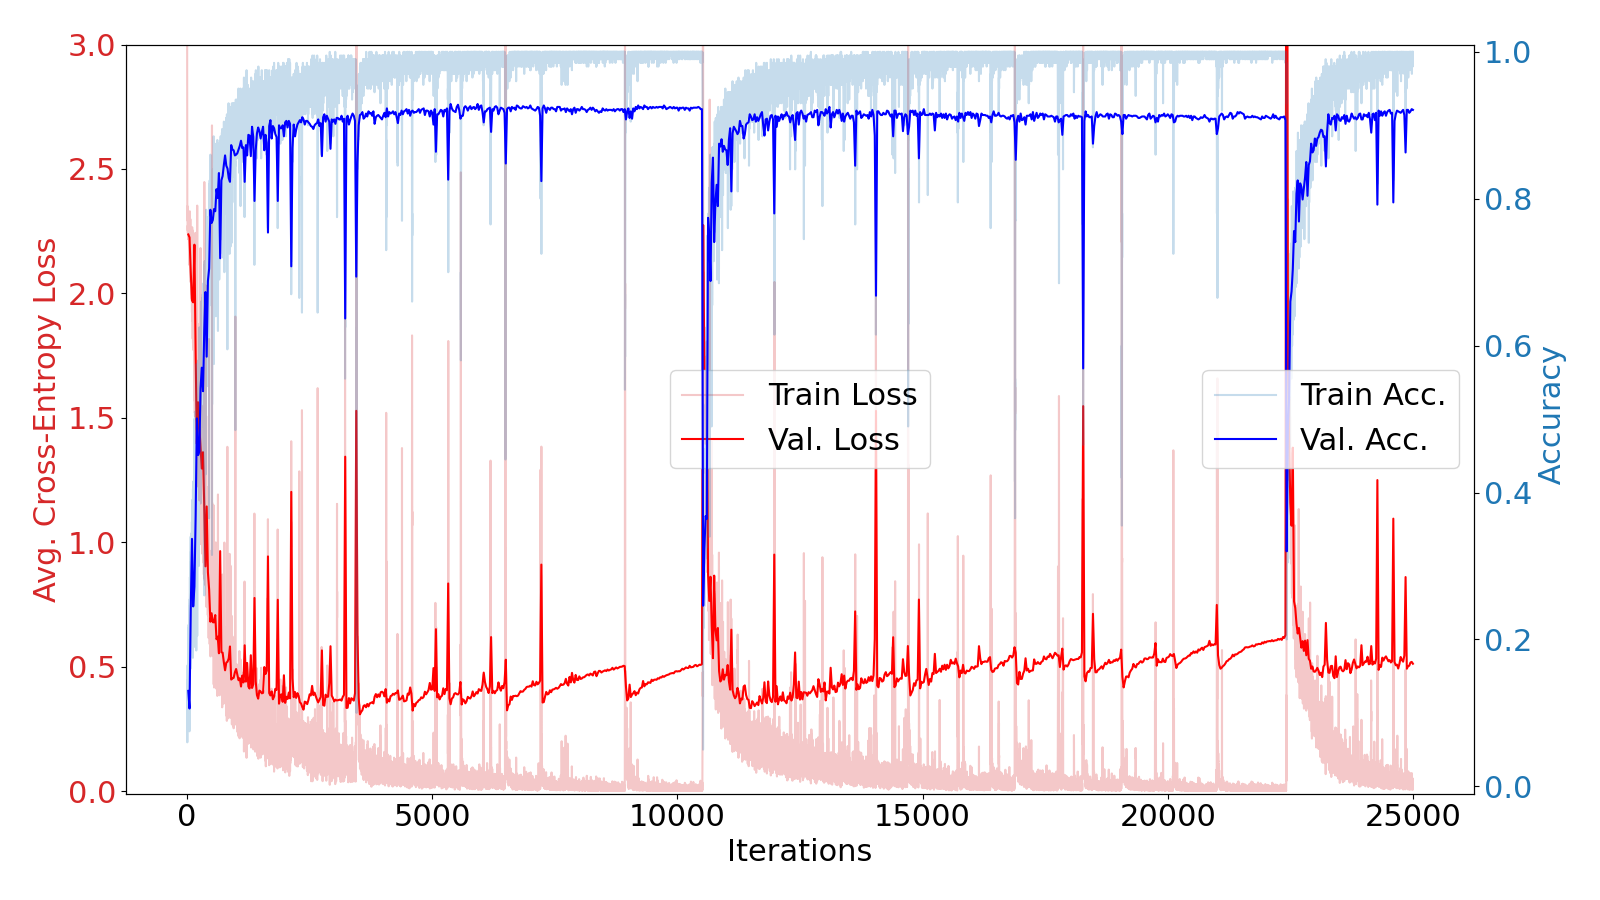 3.0
2.5
2.0
1.5
1.0
0.5
0.0
Avg. Cross-Entropy Loss
1.0
0.8
0.6
0.4
0.2
0.0
Accuracy
Train Loss
Val. Loss
Train Acc.
Val. Acc.
0 5000 10000 15000 20000 25000
Iterations